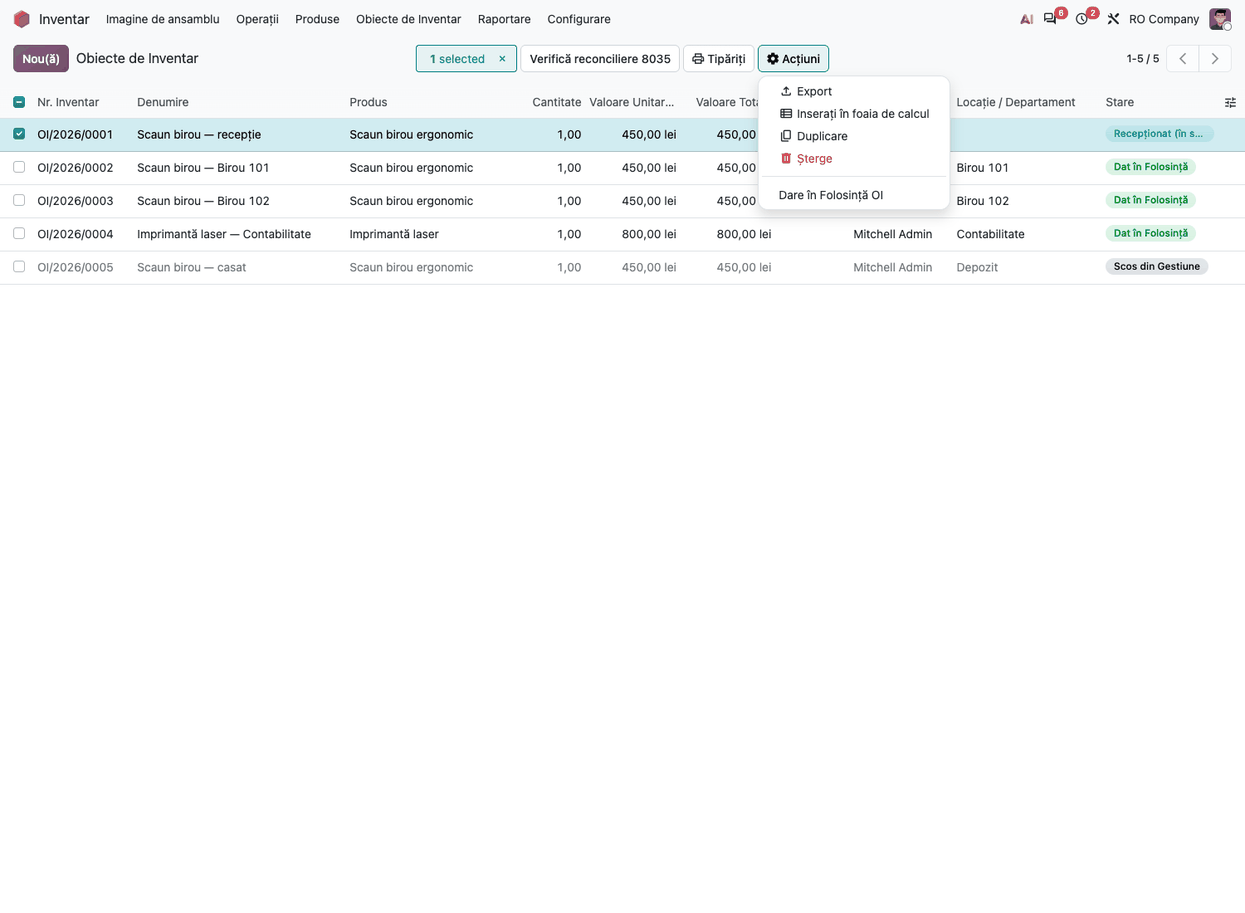 Inventar Imagine de ansamblu Operații Produse Obiecte de Inventar Raportare Configurare AI 6 2 RO Company
Nou(ă) Obiecte de Inventar 1 selected × Verifică reconciliere 8035 Tipăriți Acțiuni 1-5 / 5
Export
Inserați în foaia de calcul
Duplicare
Șterge
Dare în Folosință OI
Nr. Inventar Denumire Produs Cantitate Valoare Unitar... Valoare Locație / Departament Stare
OI/2026/0001 Scaun birou — recepție Scaun birou ergonomic 1,00 450,00 lei 450,00 Recepționat (în s...
OI/2026/0002 Scaun birou — Birou 101 Scaun birou ergonomic 1,00 450,00 lei 450,00 Birou 101 Dat în Folosință
OI/2026/0003 Scaun birou — Birou 102 Scaun birou ergonomic 1,00 450,00 lei 450,00 Birou 102 Dat în Folosință
OI/2026/0004 Imprimantă laser — Contabilitate Imprimantă laser 1,00 800,00 lei 800,00 lei Mitchell Admin Contabilitate Dat în Folosință
OI/2026/0005 Scaun birou — casat Scaun birou ergonomic 1,00 450,00 lei 450,00 lei Mitchell Admin Depozit Scos din Gestiune